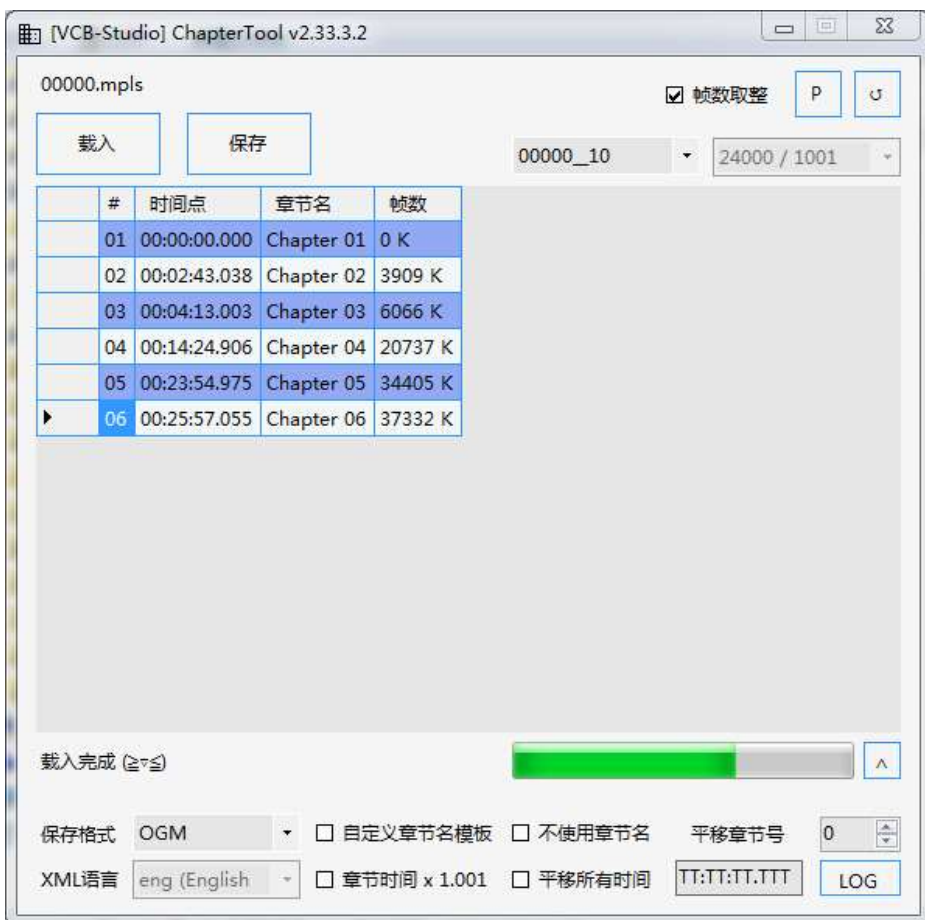 [VCB-Studio] ChapterTool v2.33.3.2
00000.mpls
帧数取整 P ↺
载入 保存 00000__10 24000 / 1001
# 时间点 章节名 帧数
01 00:00:00.000 Chapter 01 0 K
02 00:02:43.038 Chapter 02 3909 K
03 00:04:13.003 Chapter 03 6066 K
04 00:14:24.906 Chapter 04 20737 K
05 00:23:54.975 Chapter 05 34405 K
06 00:25:57.055 Chapter 06 37332 K
载入完成 (≧▽≦) ^
保存格式 OGM 自定义章节名模板 不使用章节名 平移章节号 0
XML语言 eng (English 章节时间 x 1.001 平移所有时间 TT:TT:TT.TTT LOG